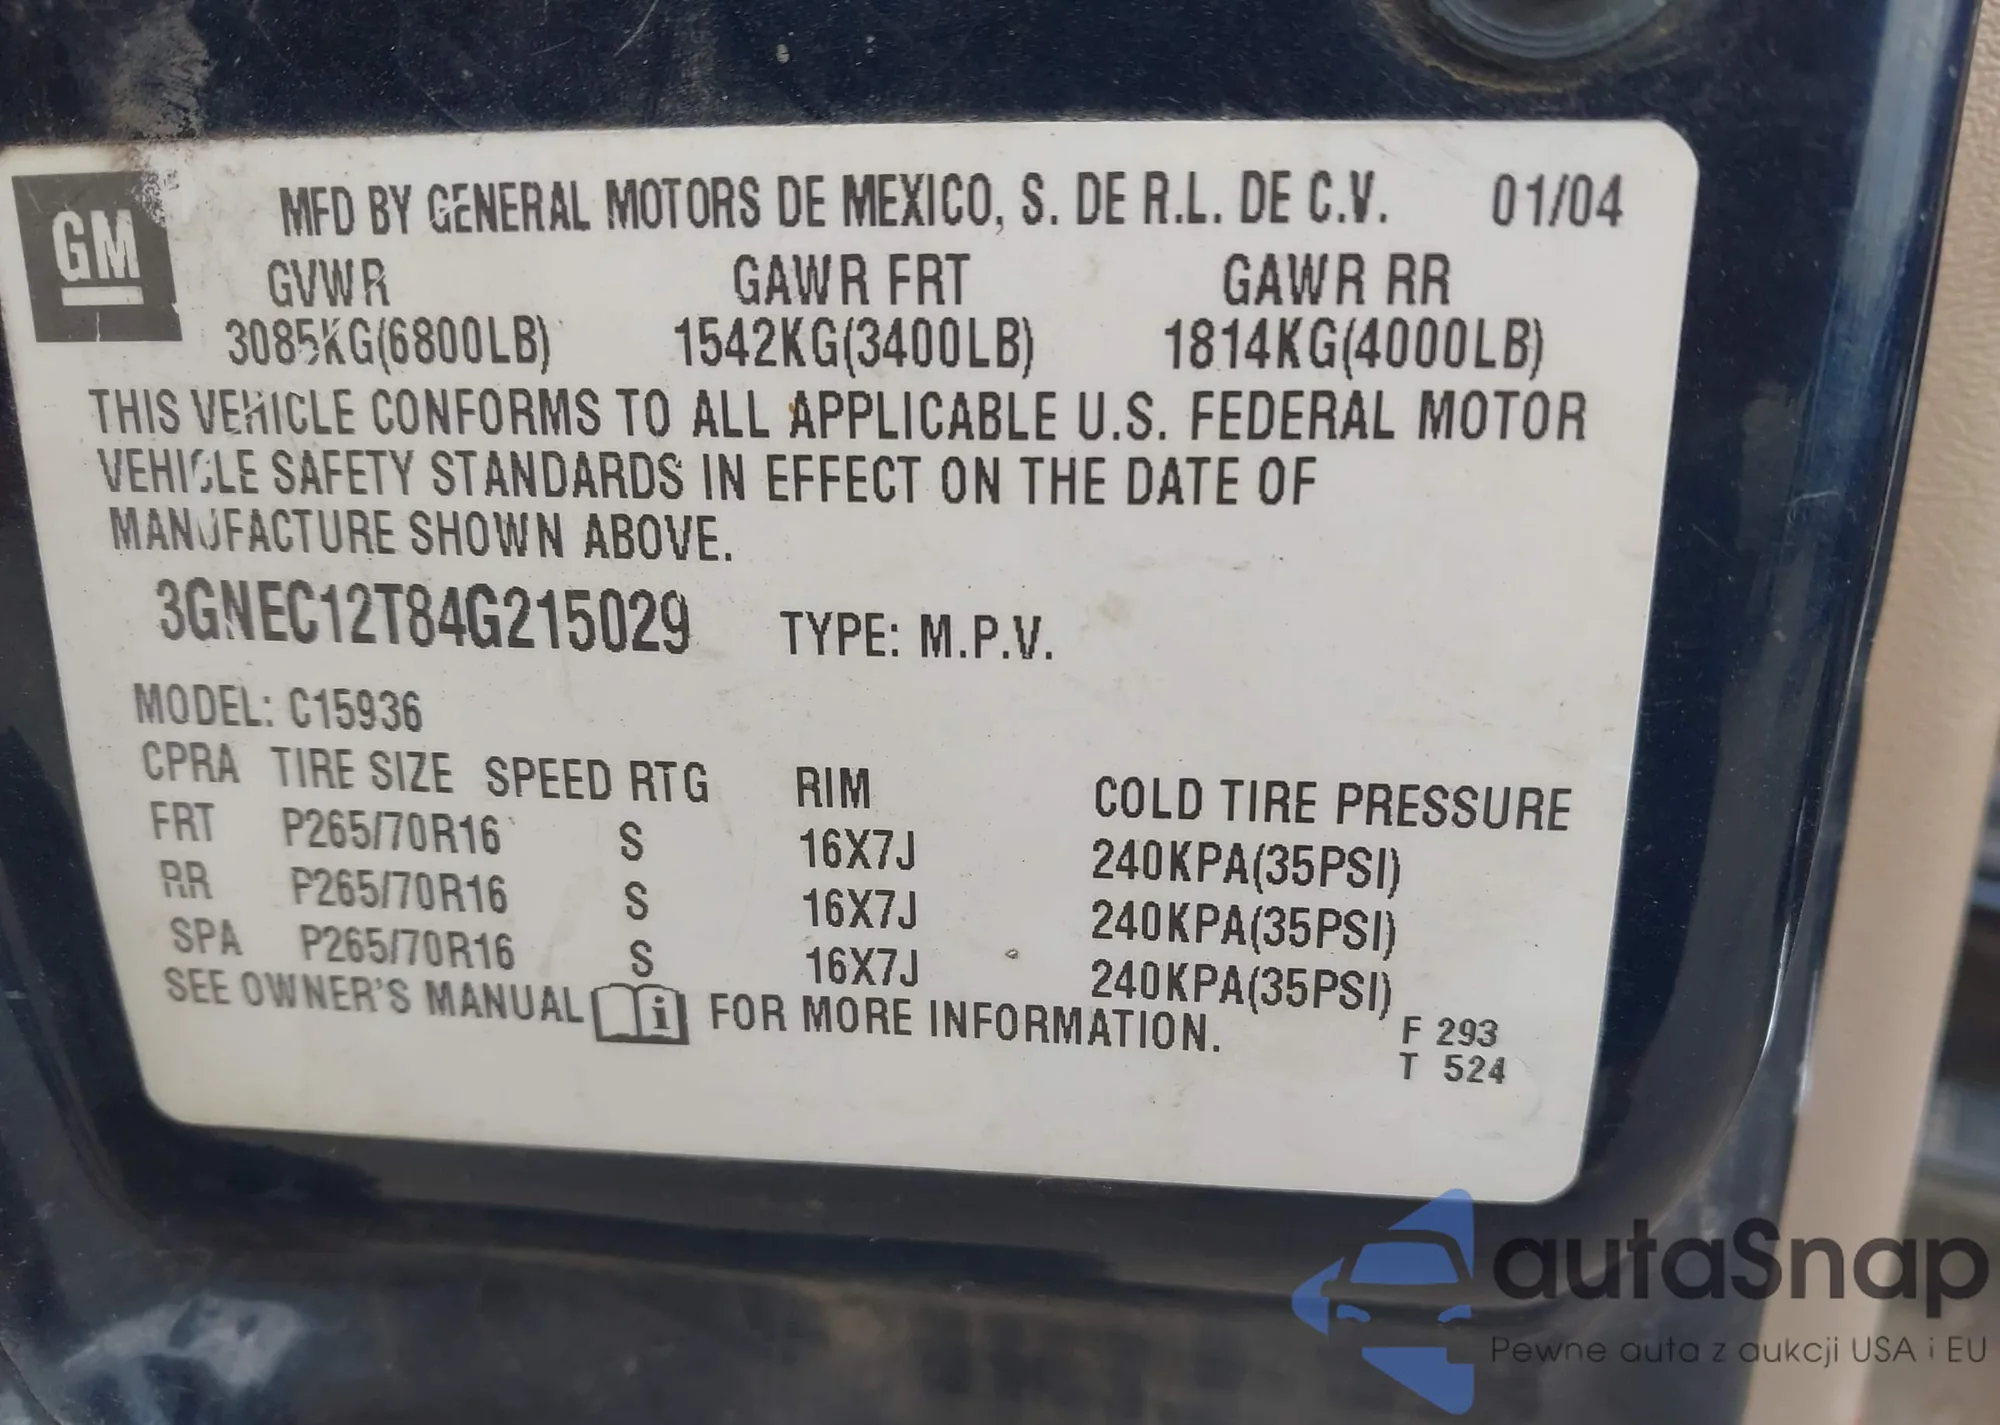 GM
MFD BY GENERAL MOTORS DE MEXICO, S. DE R.L. DE C.V. 01/04
GVWR GAWR FRT GAWR RR
3085KG(6800LB) 1542KG(3400LB) 1814KG(4000LB)
THIS VEHICLE CONFORMS TO ALL APPLICABLE U.S. FEDERAL MOTOR
VEHICLE SAFETY STANDARDS IN EFFECT ON THE DATE OF
MANUFACTURE SHOWN ABOVE.
3GNEC12T84G215029 TYPE: M.P.V.
MODEL: C15936
CPRA TIRE SIZE SPEED RTG RIM COLD TIRE PRESSURE
FRT P265/70R16 S 16X7J 240KPA(35PSI)
RR P265/70R16 S 16X7J 240KPA(35PSI)
SPA P265/70R16 S 16X7J 240KPA(35PSI)
SEE OWNER'S MANUAL i FOR MORE INFORMATION.
F 293
T 524
autaSnap
Pewne auta z aukcji USA i EU